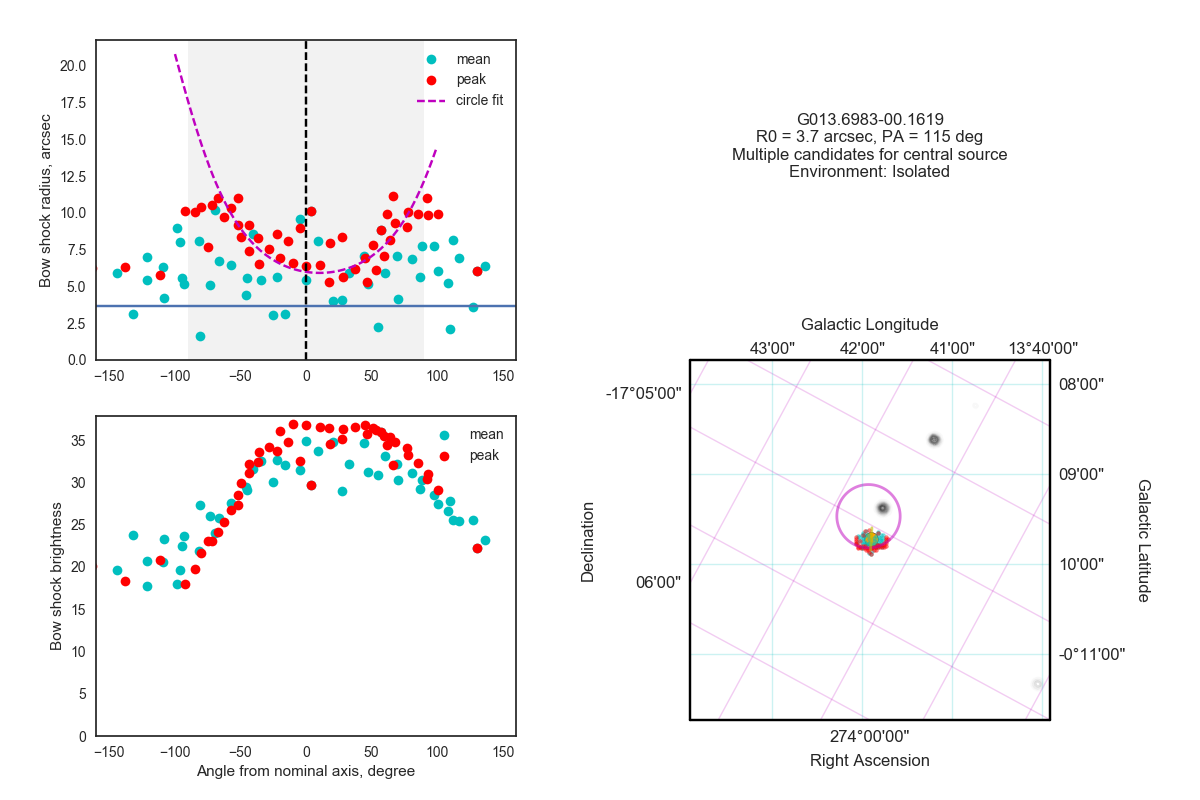 20.0
17.5
15.0
12.5
10.0
7.5
5.0
2.5
0.0
Bow shock radius, arcsec
mean
peak
circle fit
−150 −100 −50 0 50 100 150
35
30
25
20
15
10
5
0
Bow shock brightness
mean
peak
−150 −100 −50 0 50 100 150
Angle from nominal axis, degree
G013.6983-00.1619
R0 = 3.7 arcsec, PA = 115 deg
Multiple candidates for central source
Environment: Isolated
Galactic Longitude
43'00" 42'00" 41'00" 13°40'00"
-17°05'00"
06'00"
Declination
08'00"
09'00"
10'00"
-0°11'00"
Galactic Latitude
274°00'00"
Right Ascension